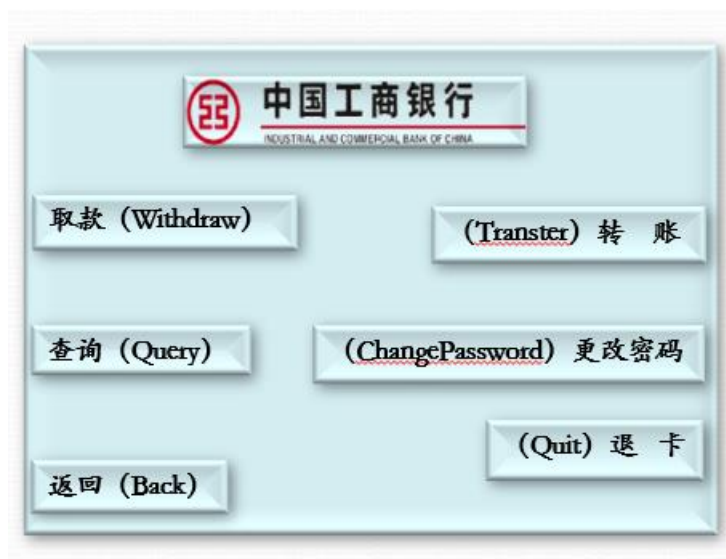 中国工商银行
INDUSTRIAL AND COMMERCIAL BANK OF CHINA
取款（Withdraw）
（Transter）转 账
查询（Query）
（ChangePassword）更改密码
（Quit）退 卡
返回（Back）